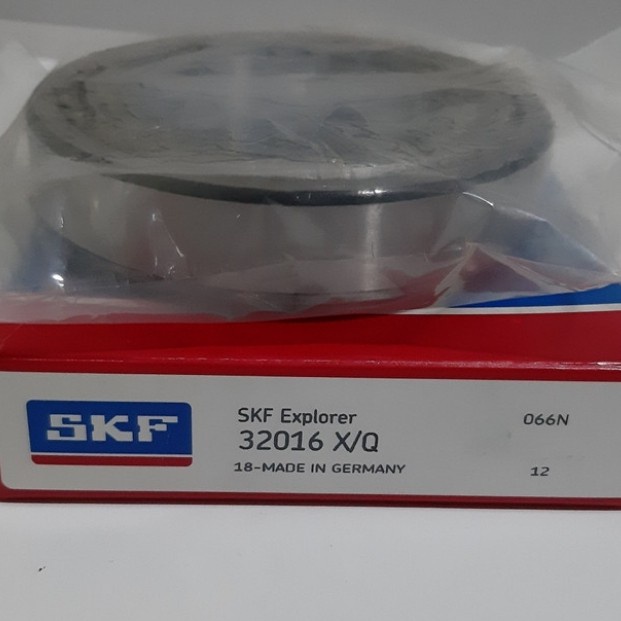 SKF
SKF Explorer
066N
32016 X/Q
18-MADE IN GERMANY
12